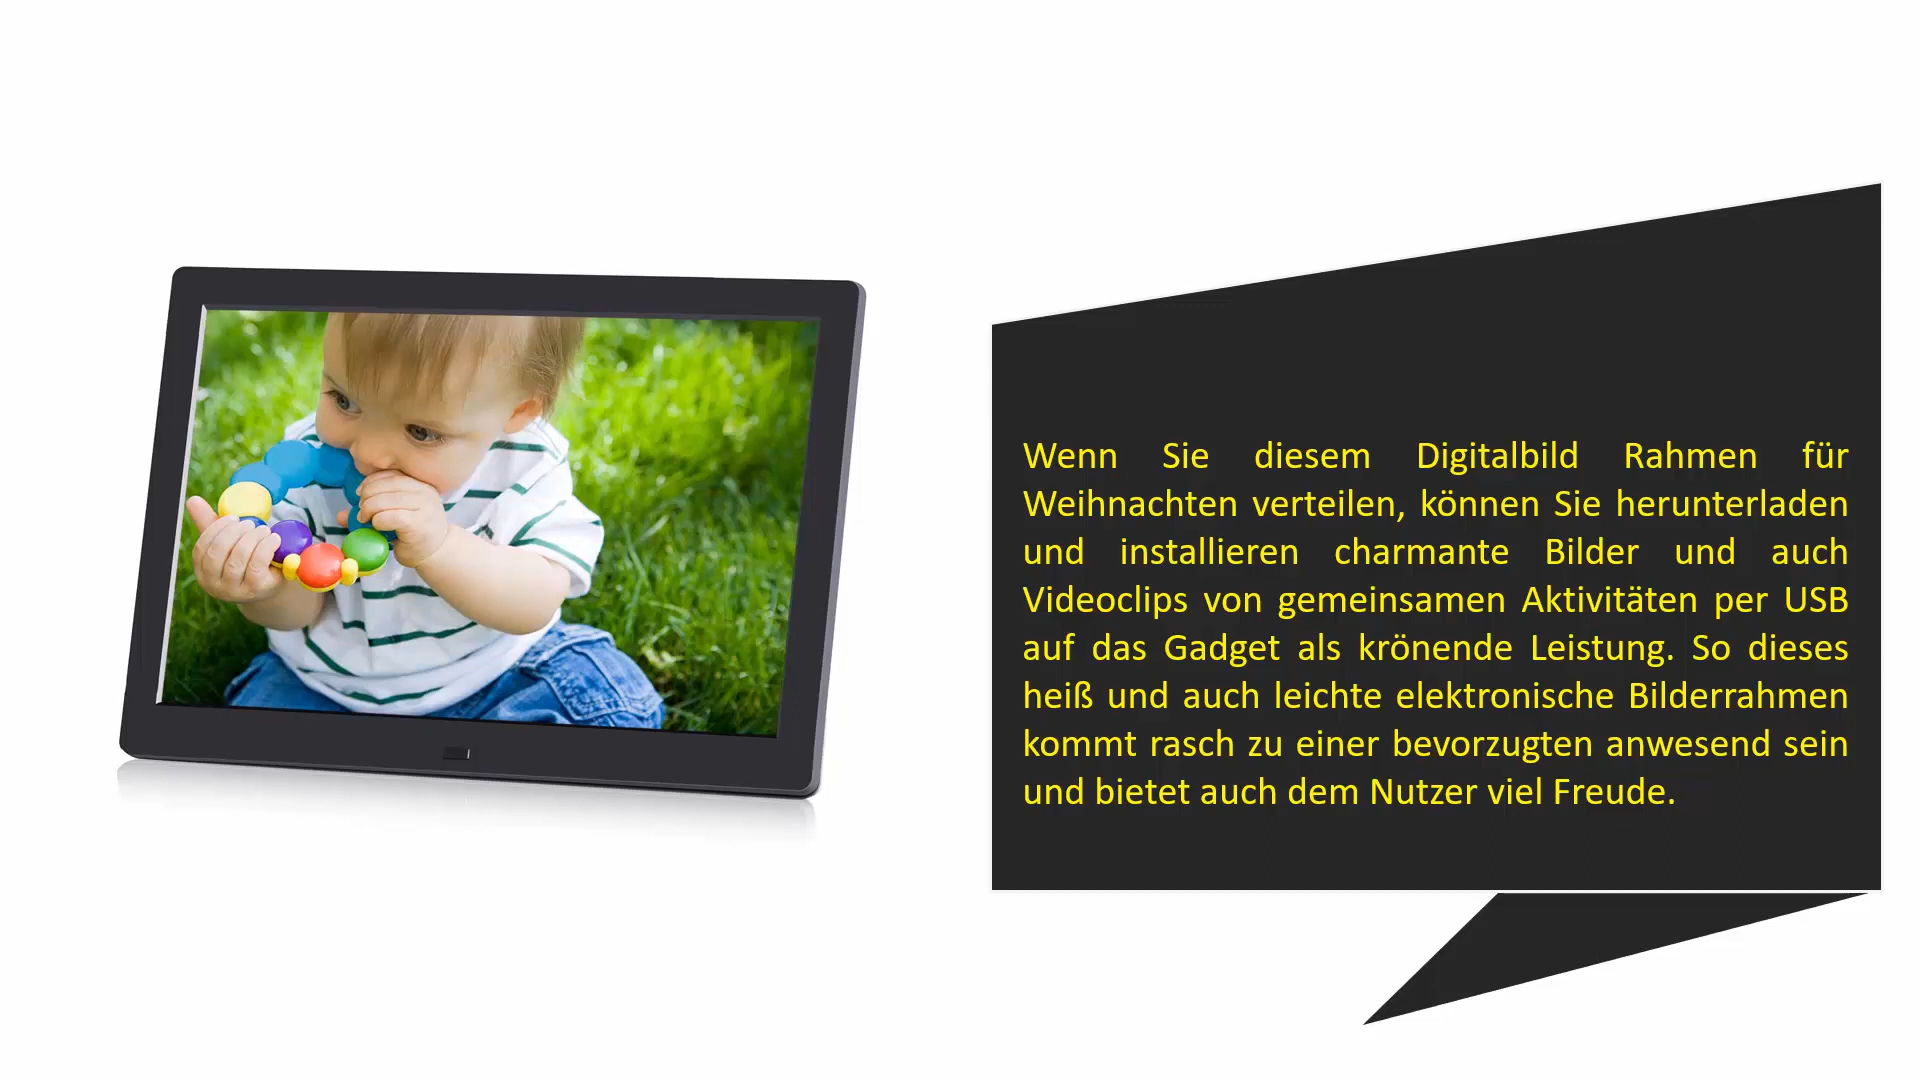 Wenn Sie diesem Digitalbild Rahmen für
Weihnachten verteilen, können Sie herunterladen
und installieren charmante Bilder und auch
Videoclips von gemeinsamen Aktivitäten per USB
auf das Gadget als krönende Leistung. So dieses
heiß und auch leichte elektronische Bilderrahmen
kommt rasch zu einer bevorzugten anwesend sein
und bietet auch dem Nutzer viel Freude.